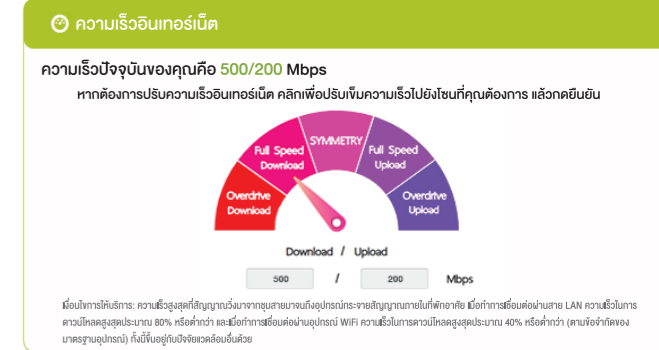 ความเร็วอินเทอร์เน็ต
ความเร็วปัจจุบันของคุณคือ 500/200 Mbps
หากต้องการปรับความเร็วอินเทอร์เน็ต คลิกเพื่อปรับเข็มความเร็วไปยังโซนที่คุณต้องการ แล้วกดยืนยัน
SYMMETRY
Full Speed
Download
Full Speed
Upload
Overdrive
Download
Overdrive
Upload
Download / Upload
500 / 200 Mbps
เงื่อนไขการให้บริการ: ความเร็วสูงสุดที่สัญญาณวิ่งมาจากชุมสายมาจนถึงอุปกรณ์กระจายสัญญาณภายในที่พักอาศัย เมื่อทำการเชื่อมต่อผ่านสาย LAN ความเร็วในการ
ดาวน์โหลดสูงสุดประมาณ 80% หรือต่ำกว่า และเมื่อทำการเชื่อมต่อผ่านอุปกรณ์ WiFi ความเร็วในการดาวน์โหลดสูงสุดประมาณ 40% หรือต่ำกว่า (ตามข้อจำกัดของ
มาตรฐานอุปกรณ์) ทั้งนี้ขึ้นอยู่กับปัจจัยแวดล้อมอื่นด้วย